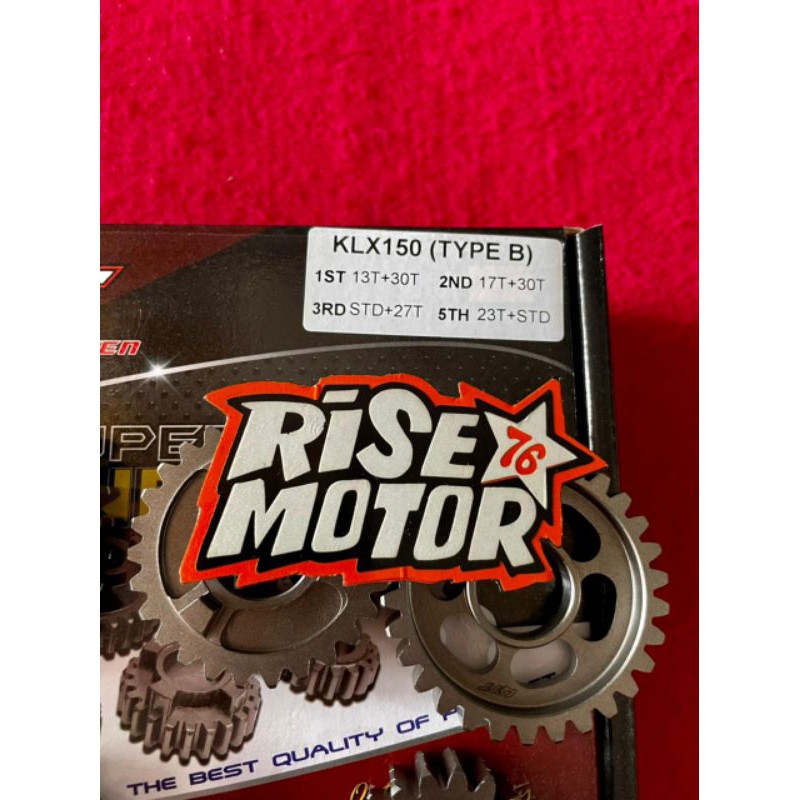 KLX150 (TYPE B)
1ST 13T+30T 2ND 17T+30T
3RD STD+27T 5TH 23T+STD
RiSE 76
MOTOR
THE BEST QUALITY OF